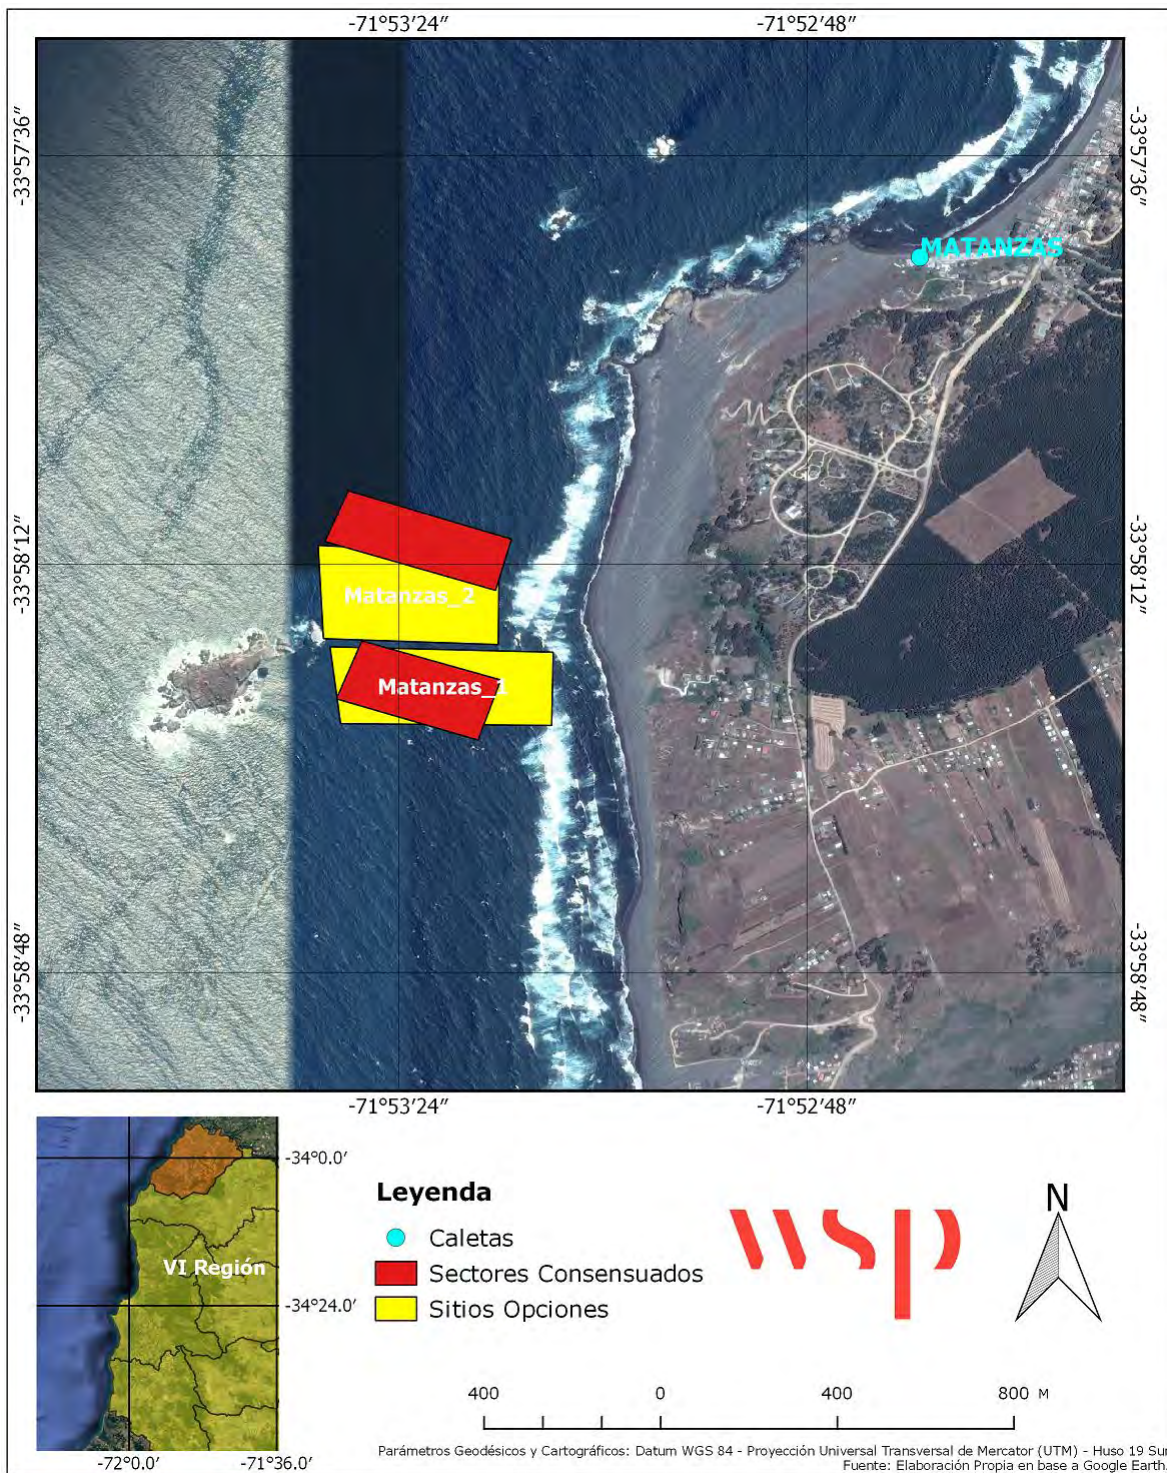 -71°53′24″
-71°52′48″
-33°57′36″
-33°57′36″
MATANZAS
-33°58′12″
-33°58′12″
Matanzas_2
Matanzas_1
-33°58′48″
-33°58′48″
-71°53′24″
-71°52′48″
-34°0.0′
VI Región
-34°24.0′
-72°0.0′
-71°36.0′
Leyenda
Caletas
Sectores Consensuados
Sitios Opciones
wsp
N
400 0 400 800 M
Parámetros Geodésicos y Cartográficos: Datum WGS 84 - Proyección Universal Transversal de Mercator (UTM) - Huso 19 Sur
Fuente: Elaboración Propia en base a Google Earth.